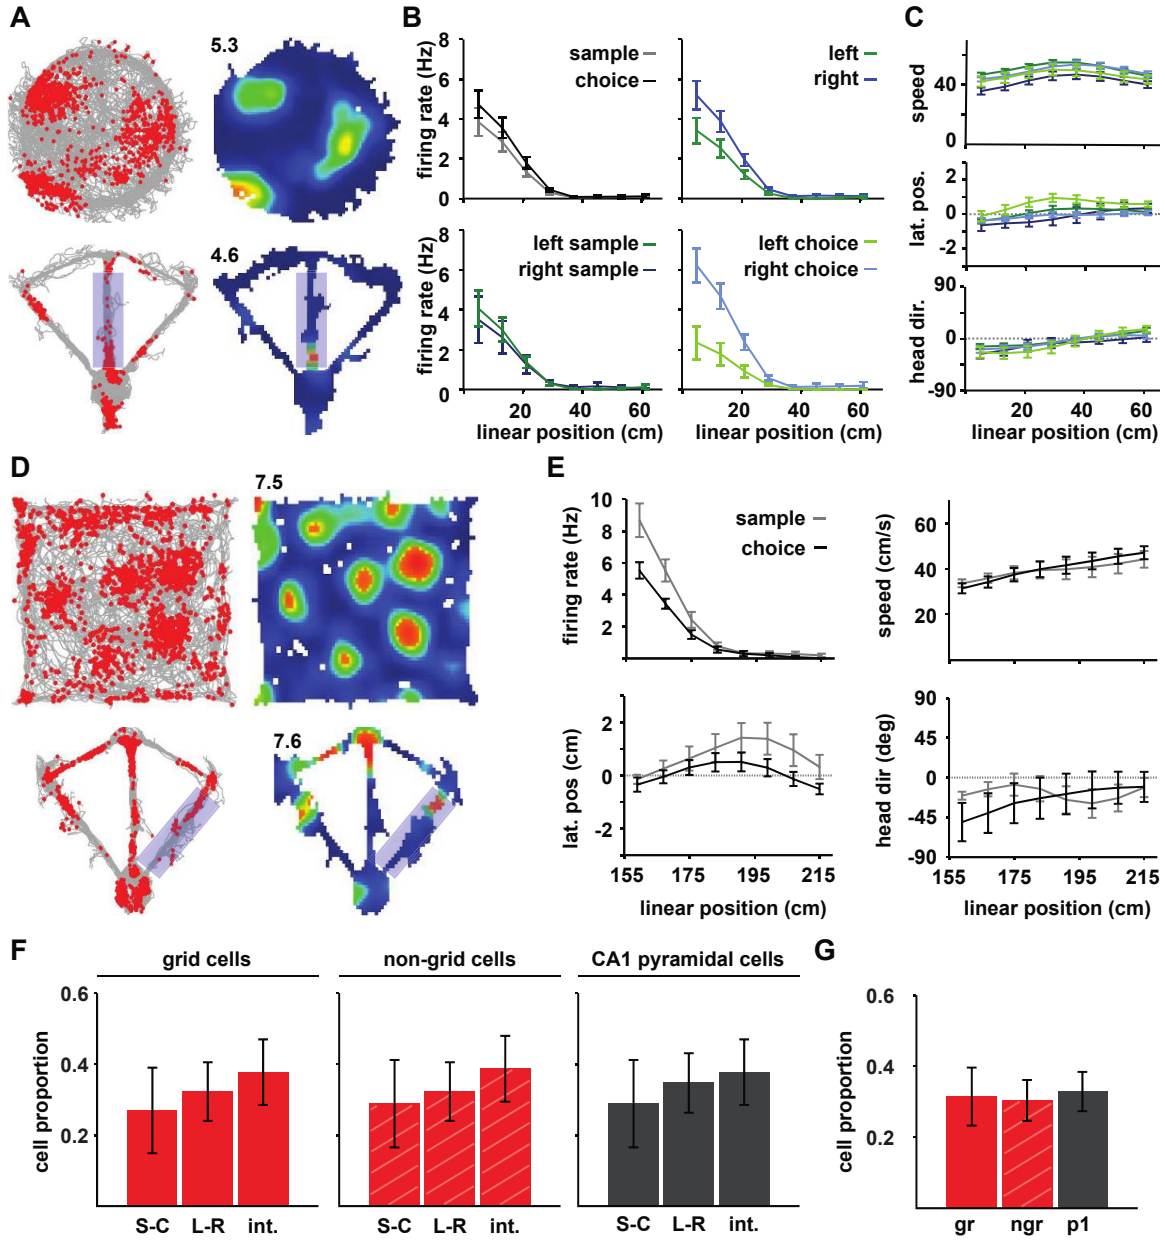 A
5.3
4.6
B
firing rate (Hz)
8
6
4
2
0
sample
choice
left
right
firing rate (Hz)
8
6
4
2
0
left sample
right sample
left choice
right choice
20
40
60
20
40
60
linear position (cm)
linear position (cm)
C
speed
40
0
lat. pos.
2
1
0
-2
head dir.
90
0
-90
20
40
60
linear position (cm)
D
7.5
7.6
E
firing rate (Hz)
10
8
6
4
2
sample
choice
speed (cm/s)
60
40
20
lat. pos (cm)
2
0
-2
head dir (deg)
90
45
0
-45
-90
155
175
195
215
155
175
195
215
linear position (cm)
linear position (cm)
F
grid cells
non-grid cells
CA1 pyramidal cells
cell proportion
0.6
0.4
0.2
S-C
L-R
int.
S-C
L-R
int.
S-C
L-R
int.
G
cell proportion
0.6
0.4
0.2
gr
ngr
p1